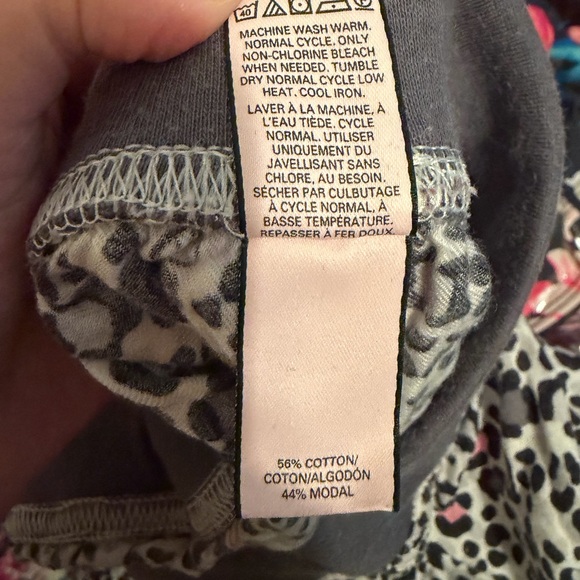 40
MACHINE WASH WARM.
NORMAL CYCLE. ONLY
NON-CHLORINE BLEACH
WHEN NEEDED. TUMBLE
DRY NORMAL CYCLE LOW
HEAT. COOL IRON.
LAVER À LA MACHINE, À
L'EAU TIÈDE. CYCLE
NORMAL. UTILISER
UNIQUEMENT DU
JAVELLISANT SANS
CHLORE, AU BESOIN.
SÉCHER PAR CULBUTAGE
À CYCLE NORMAL, À
BASSE TEMPÉRATURE.
REPASSER À FER DOUX.
56% COTTON/
COTON/ALGODÓN
44% MODAL